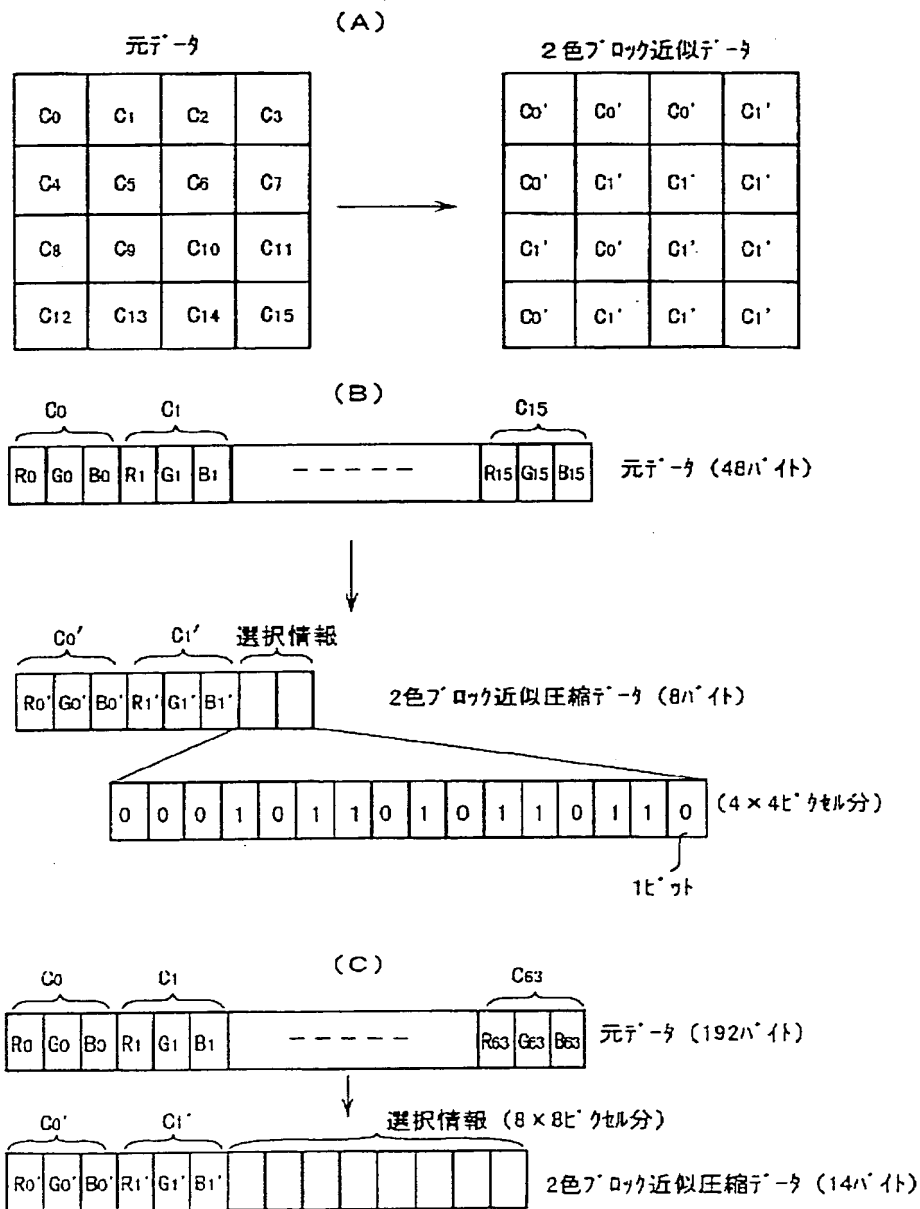 (A)
元データ
2色ブロック近似データ
C0 C1 C2 C3
C4 C5 C6 C7
C8 C9 C10 C11
C12 C13 C14 C15
C0' C0' C0' C1'
C0' C1' C1' C1'
C1' C0' C1' C1'
C0' C1' C1' C1'
(B)
C0 C1 C15
R0 G0 B0 R1 G1 B1 ----- R15 G15 B15
元データ (48バイト)
C0' C1' 選択情報
R0' G0' B0' R1' G1' B1'
2色ブロック近似圧縮データ (8バイト)
0 0 0 1 0 1 1 0 1 0 1 1 0 1 1 0
(4×4ピクセル分)
1ビット
(C)
C0 C1 C63
R0 G0 B0 R1 G1 B1 ----- R63 G63 B63
元データ (192バイト)
C0' C1' 選択情報 (8×8ピクセル分)
R0' G0' B0' R1' G1' B1'
2色ブロック近似圧縮データ (14バイト)